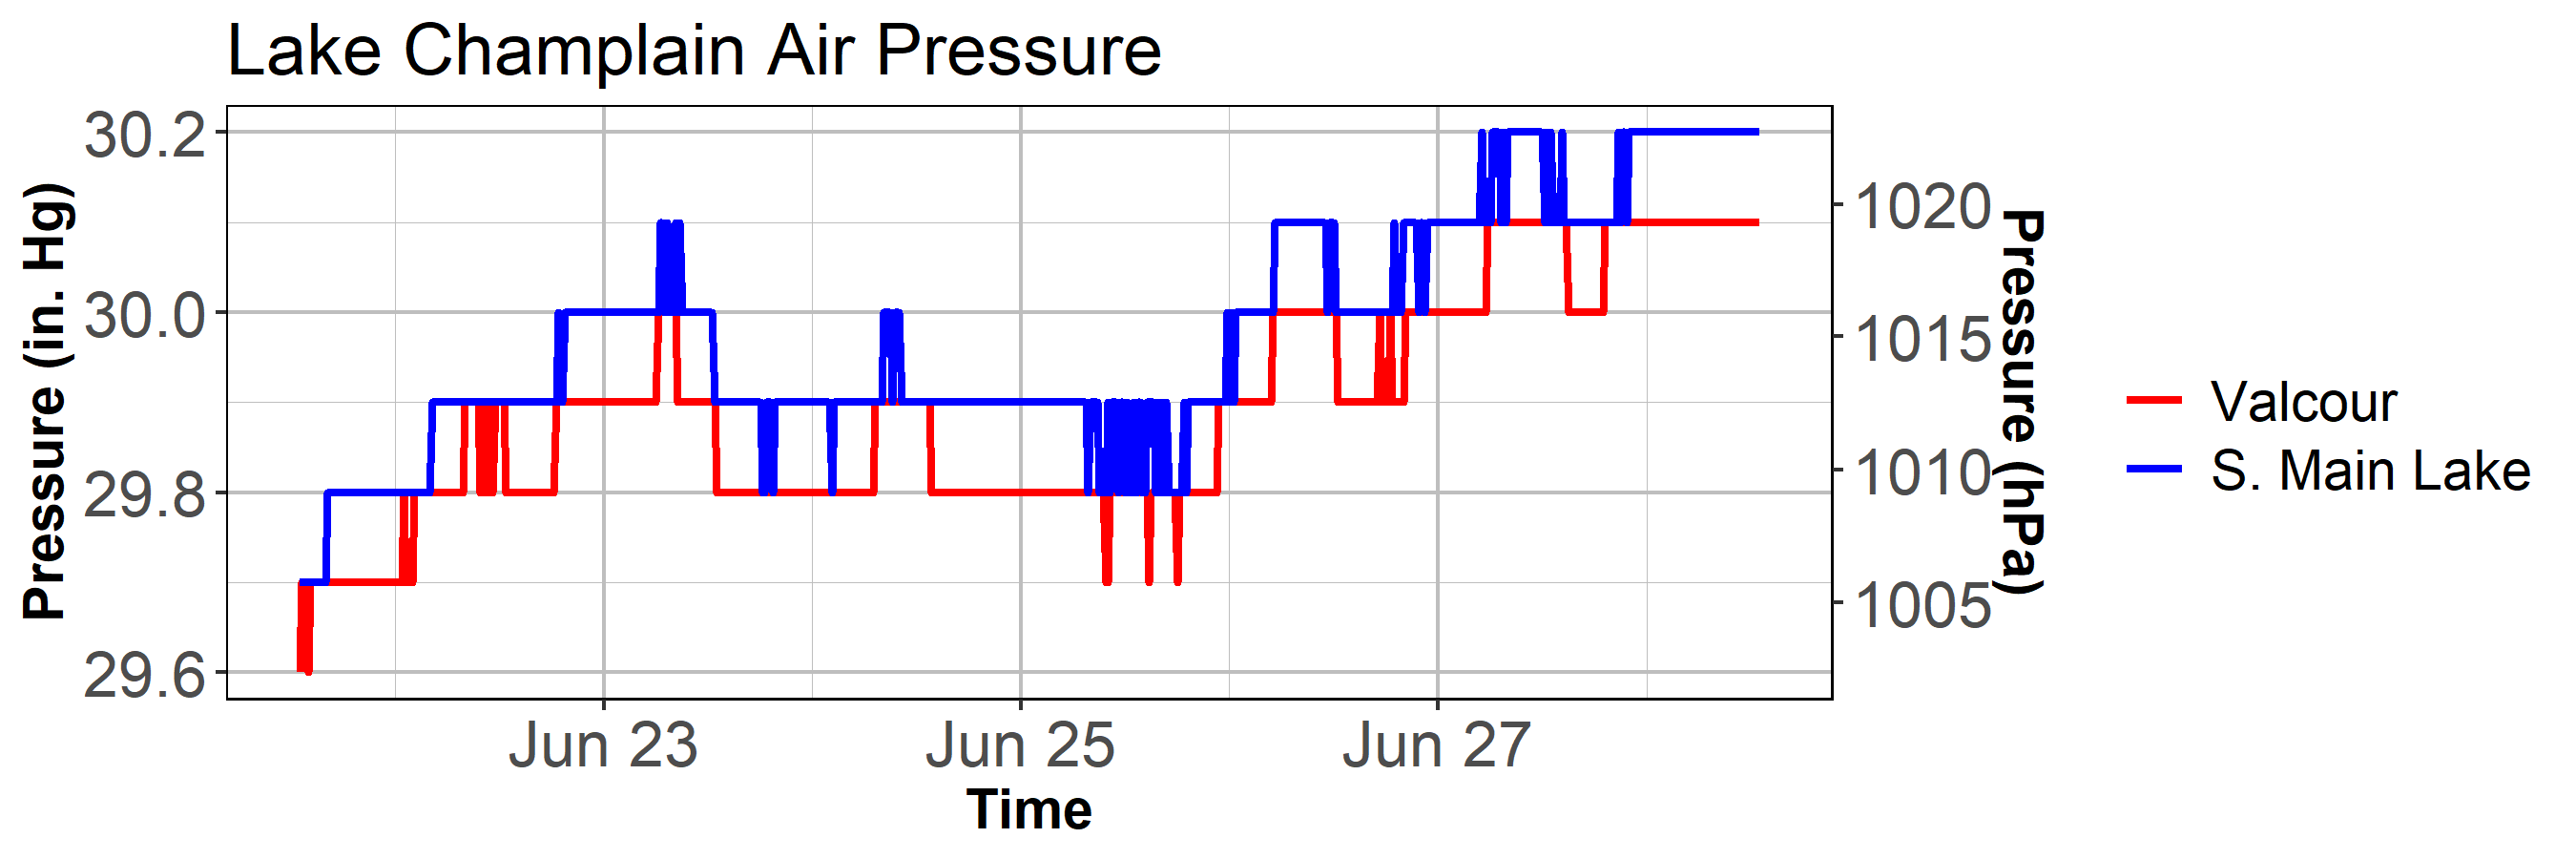 Lake Champlain Air Pressure
Pressure (in. Hg)
30.2
30.0
29.8
29.6
1020
1015
1010
1005
Pressure (hPa)
Valcour
S. Main Lake
Jun 23
Jun 25
Jun 27
Time